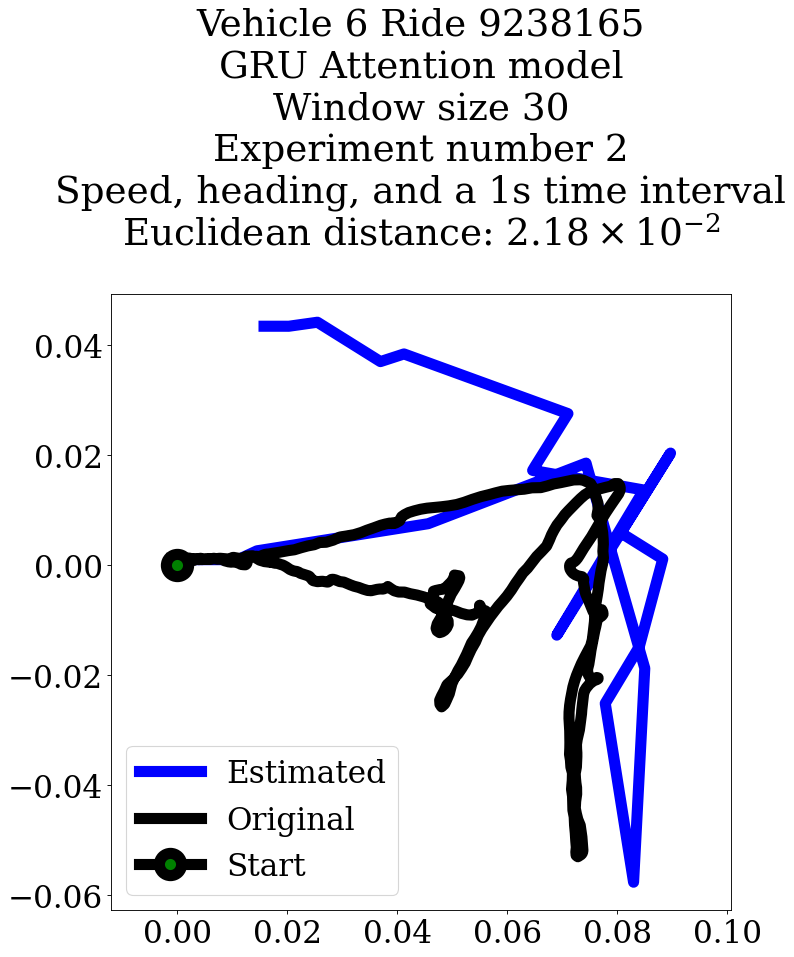 Vehicle 6 Ride 9238165
GRU Attention model
Window size 30
Experiment number 2
Speed, heading, and a 1s time interval
Euclidean distance: 2.18 × 10⁻²
0.04
0.02
0.00
−0.02
−0.04
−0.06
Estimated
Original
Start
0.00 0.02 0.04 0.06 0.08 0.10